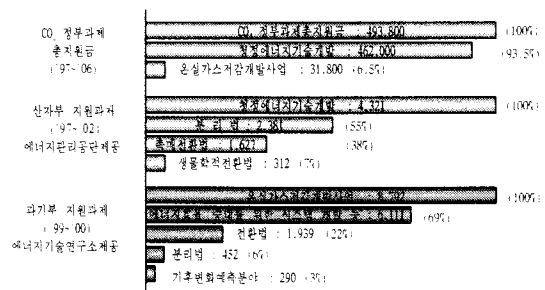 CO₂ 정부과제
총지원금
('97~'06)
CO₂ 정부과제총지원금 : 493.800 (100%)
청정에너지기술개발 : 462.000 (93.5%)
온실가스저감개발사업 : 31.800 (6.5%)
산자부 지원과제
('97~'02)
에너지관리공단제공
청정에너지기술개발 : 4.321 (100%)
분리법 : 2.381 (55%)
촉매전환법 : 1.627 (38%)
생물학적전환법 : 312 (7%)
과기부 지원과제
('99~'00)
에너지기술연구소제공
(100%)
(69%)
전환법 : 1.939 (22%)
분리법 : 452 (6%)
기후변화예측분야 : 290 (3%)